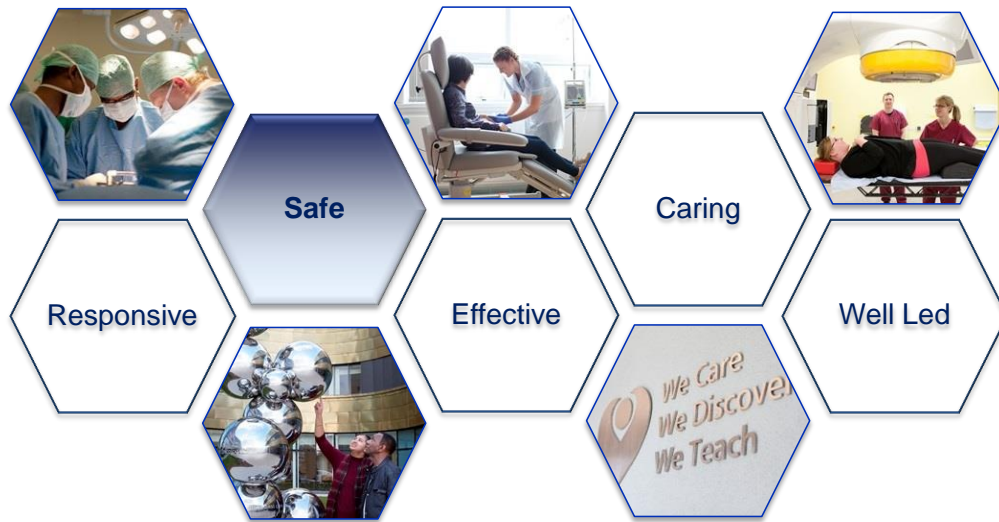 Safe
Caring
Responsive
Effective
Well Led
We Care
We Discover
We Teach